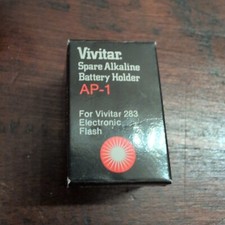 Vivitar.
Spare Alkaline
Battery Holder
AP-1
For Vivitar 283
Electronic
Flash